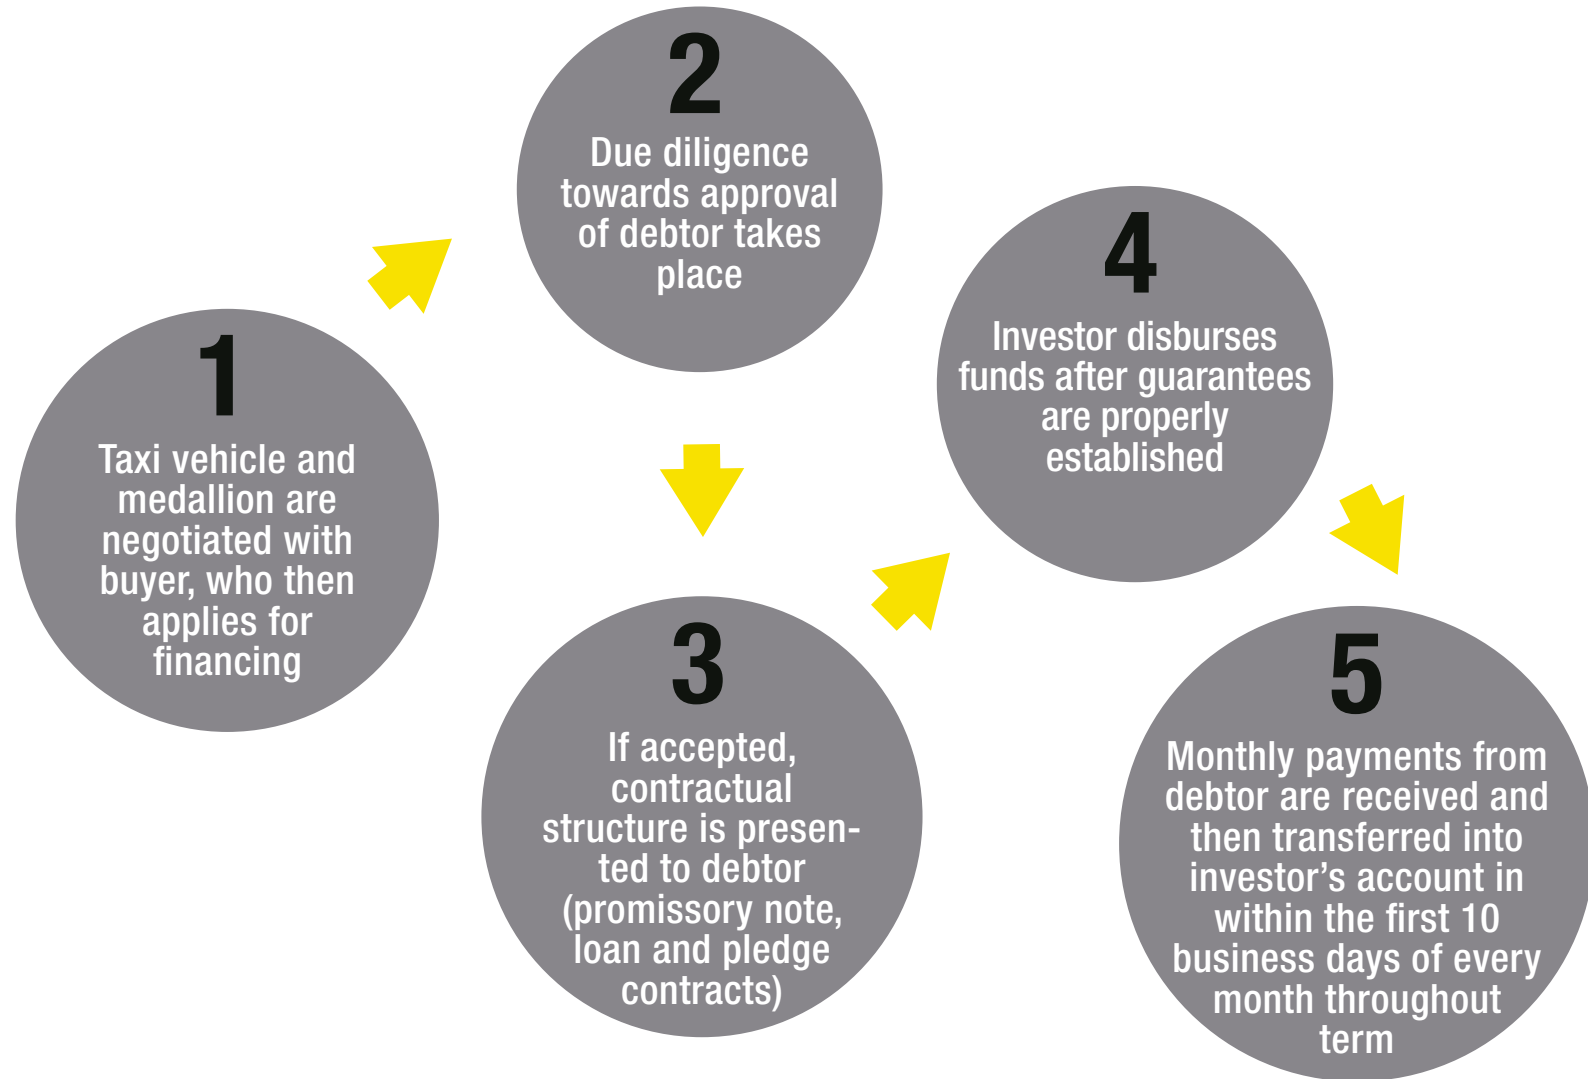 1
Taxi vehicle and
medallion are
negotiated with
buyer, who then
applies for
financing
2
Due diligence
towards approval
of debtor takes
place
3
If accepted,
contractual
structure is presen-
ted to debtor
(promissory note,
loan and pledge
contracts)
4
Investor disburses
funds after guarantees
are properly
established
5
Monthly payments from
debtor are received and
then transferred into
investor’s account in
within the first 10
business days of every
month throughout
term